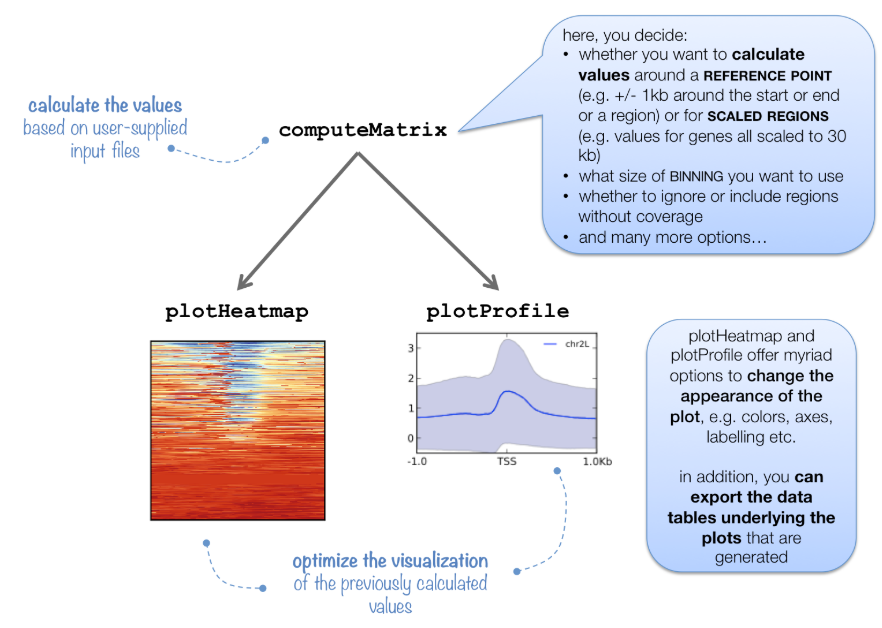 here, you decide:
• whether you want to calculate
values around a REFERENCE POINT
(e.g. +/- 1kb around the start or end
or a region) or for SCALED REGIONS
(e.g. values for genes all scaled to 30
kb)
• what size of BINNING you want to use
• whether to ignore or include regions
without coverage
• and many more options…
calculate the values
based on user-supplied
input files
computeMatrix
plotHeatmap
plotProfile
chr2L
3
2
1
0
-1.0 TSS 1.0Kb
plotHeatmap and
plotProfile offer myriad
options to change the
appearance of the
plot, e.g. colors, axes,
labelling etc.
in addition, you can
export the data
tables underlying the
plots that are
generated
optimize the visualization
of the previously calculated
values